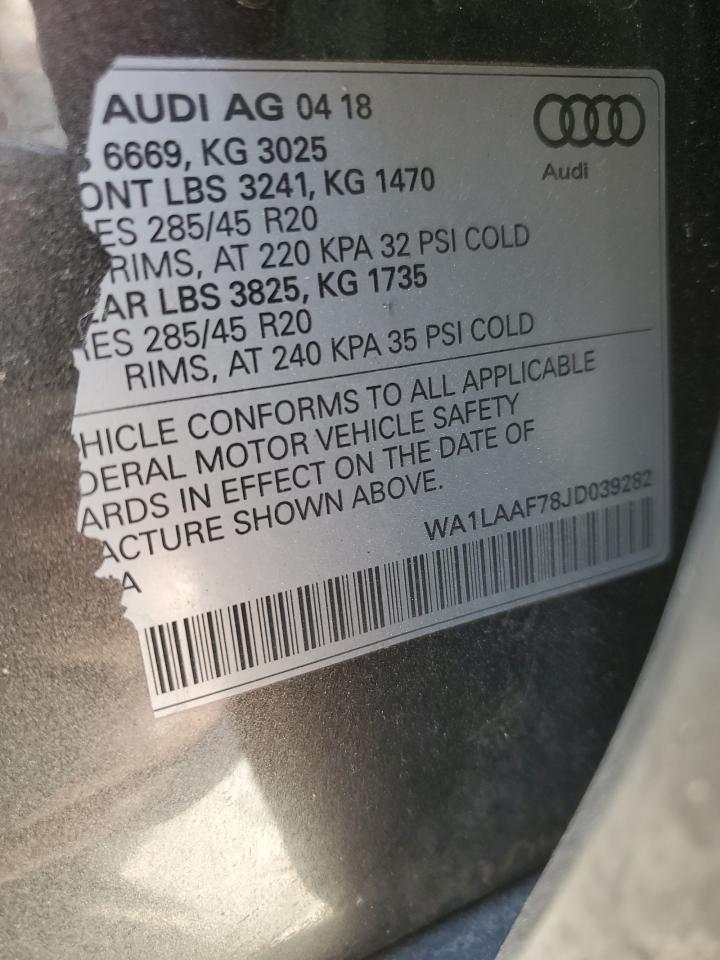 AUDI AG 04 18
Audi
6669, KG 3025
ONT LBS 3241, KG 1470
ES 285/45 R20
RIMS, AT 220 KPA 32 PSI COLD
AR LBS 3825, KG 1735
ES 285/45 R20
RIMS, AT 240 KPA 35 PSI COLD
HICLE CONFORMS TO ALL APPLICABLE
DERAL MOTOR VEHICLE SAFETY
ARDS IN EFFECT ON THE DATE OF
ACTURE SHOWN ABOVE.
WA1LAAF78JD039282
A